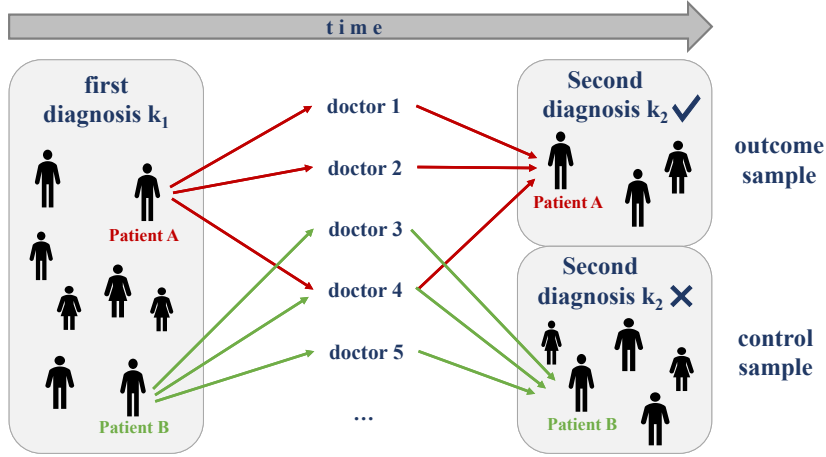 time
first
diagnosis k₁
Patient A
Patient B
doctor 1
doctor 2
doctor 3
doctor 4
doctor 5
...
Second
diagnosis k₂ ✓
Patient A
outcome
sample
Second
diagnosis k₂ ✕
Patient B
control
sample